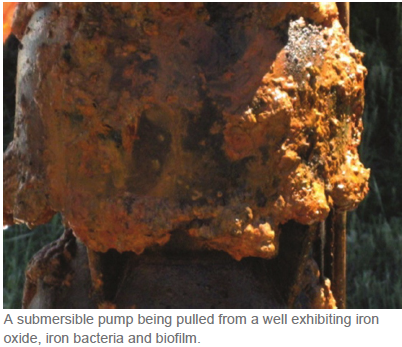 A submersible pump being pulled from a well exhibiting iron
oxide, iron bacteria and biofilm.